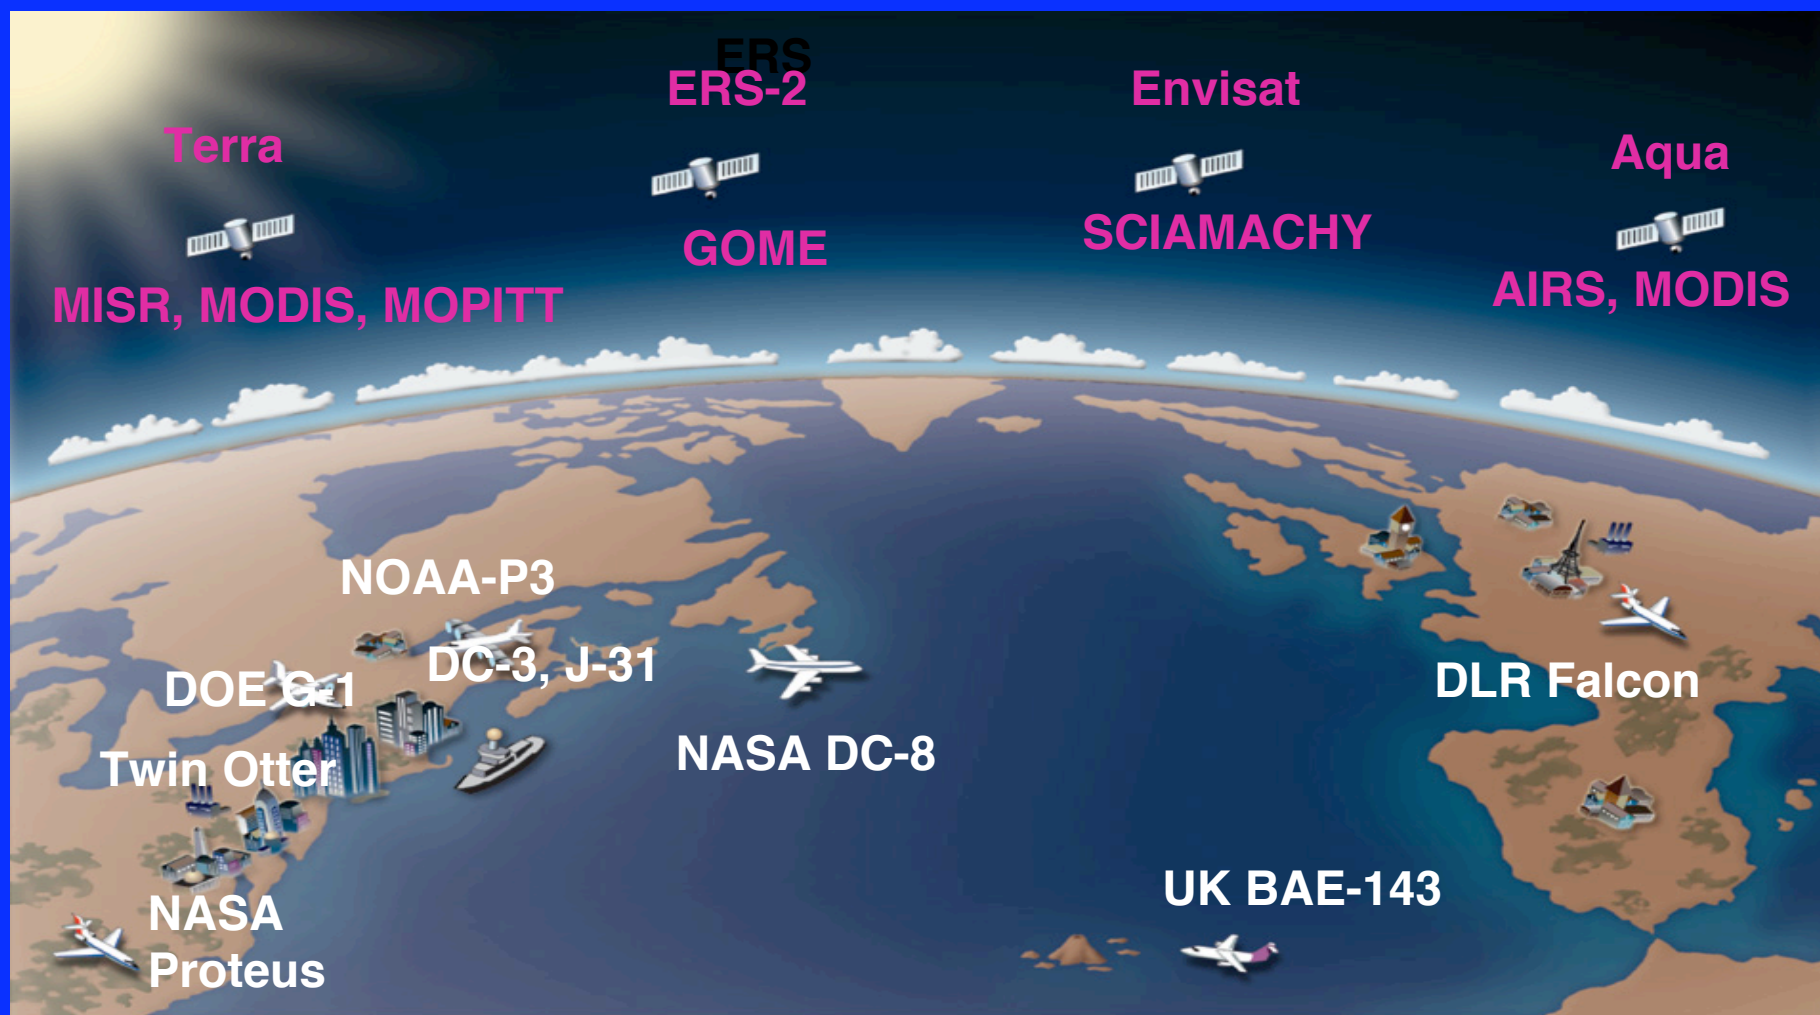 ERS
ERS-2
Envisat
Terra
Aqua
GOME
SCIAMACHY
MISR, MODIS, MOPITT
AIRS, MODIS
NOAA-P3
DC-3, J-31
DOE G-1
DLR Falcon
Twin Otter
NASA DC-8
UK BAE-143
NASA
Proteus